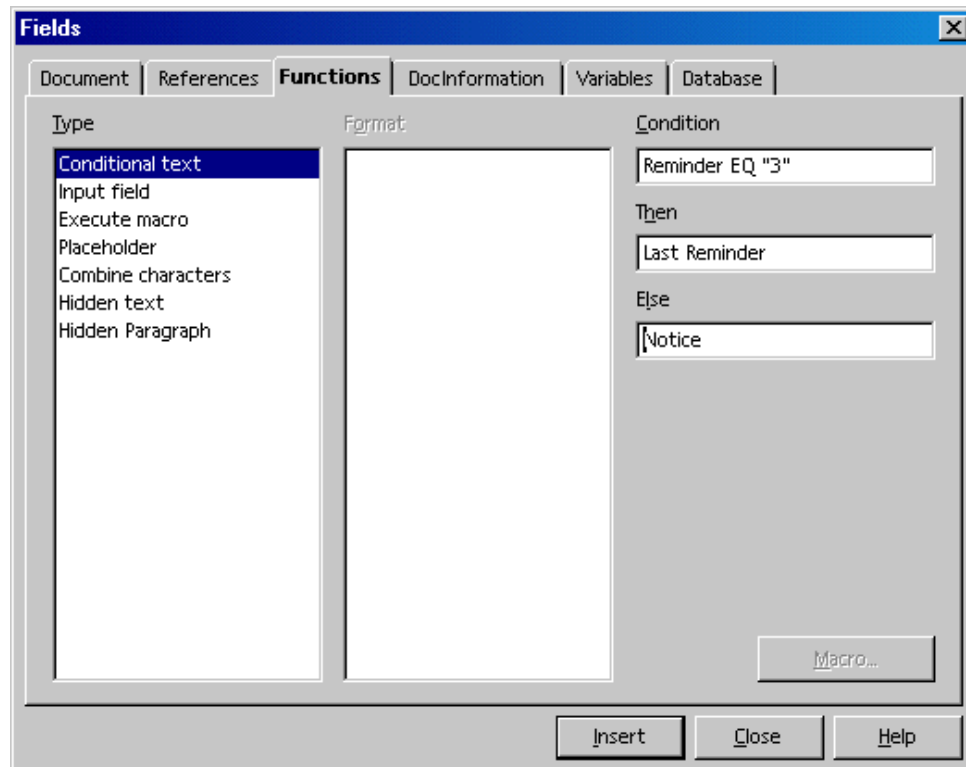 Fields
Document References Functions DocInformation Variables Database
Type Format Condition
Conditional text
Input field
Execute macro
Placeholder
Combine characters
Hidden text
Hidden Paragraph
Reminder EQ "3"
Then
Last Reminder
Else
Notice
Macro...
Insert Close Help